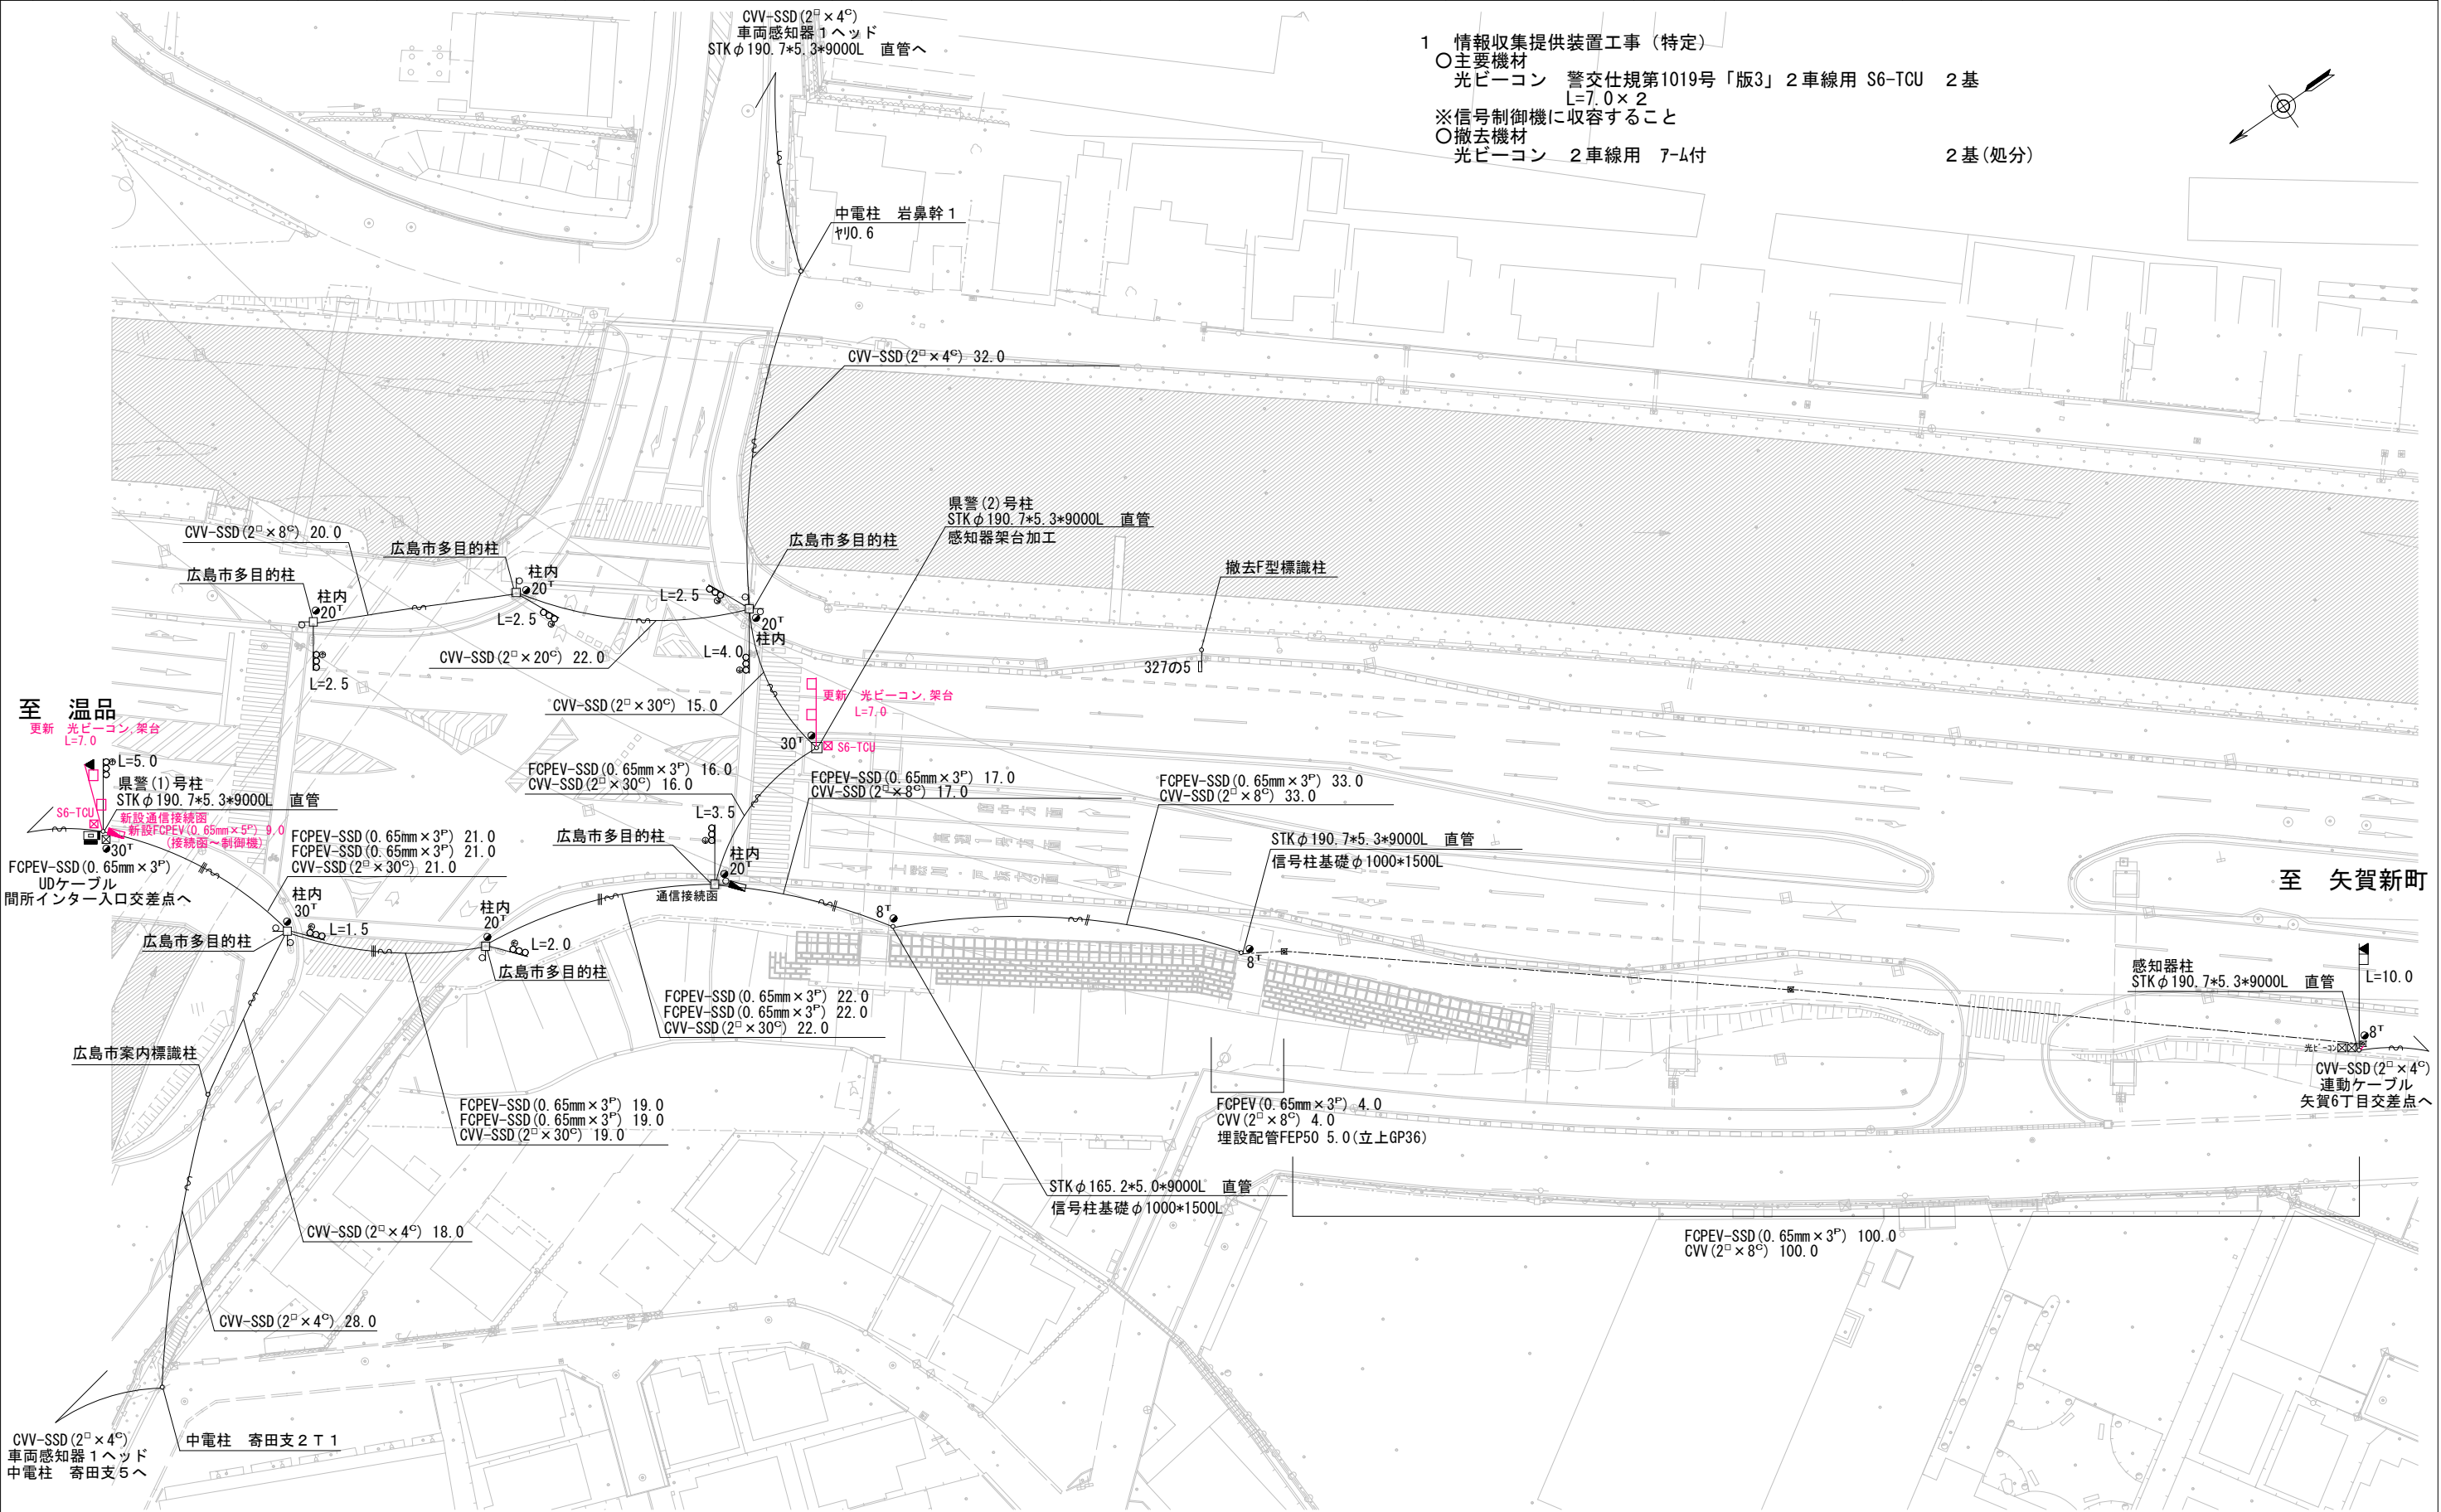 CVV-SSD(2□×4C)
車両感知器1ヘッド
STKφ190.7*5.3*9000L 直管へ
1 情報収集提供装置工事（特定）
○主要機材
光ビーコン 警交仕規第1019号「版3」2車線用 S6-TCU 2基
L=7.0×2
※信号制御機に収容すること
○撤去機材
光ビーコン 2車線用 ｱｰﾑ付 2基(処分)
中電柱 岩鼻幹1
ﾔﾘ0.6
CVV-SSD(2□×4C) 32.0
県警(2)号柱
STKφ190.7*5.3*9000L 直管
感知器架台加工
CVV-SSD(2□×8C) 20.0
広島市多目的柱
広島市多目的柱
広島市多目的柱
撤去F型標識柱
柱内
20T
柱内
20T
L=2.5
L=2.5
20T
柱内
L=4.0
CVV-SSD(2□×20C) 22.0
L=2.5
327の5
CVV-SSD(2□×30C) 15.0
更新 光ビーコン,架台
L=7.0
30T
S6-TCU
至 温品
更新 光ビーコン,架台
L=7.0
L=5.0
県警(1)号柱
STKφ190.7*5.3*9000L 直管
S6-TCU
新設通信接続函
新設FCPEV(0.65mm×5P) 9.0
(接続函～制御機)
30T
FCPEV-SSD(0.65mm×3P)
UDケーブル
間所インター入口交差点へ
FCPEV-SSD(0.65mm×3P) 21.0
FCPEV-SSD(0.65mm×3P) 21.0
CVV-SSD(2□×30C) 21.0
FCPEV-SSD(0.65mm×3P) 16.0
CVV-SSD(2□×30C) 16.0
FCPEV-SSD(0.65mm×3P) 17.0
CVV-SSD(2□×8C) 17.0
FCPEV-SSD(0.65mm×3P) 33.0
CVV-SSD(2□×8C) 33.0
L=3.5
広島市多目的柱
柱内
20T
通信接続函
STKφ190.7*5.3*9000L 直管
信号柱基礎φ1000*1500L
至 矢賀新町
柱内
30T
L=1.5
広島市多目的柱
柱内
20T
L=2.0
広島市多目的柱
8T
8T
感知器柱
STKφ190.7*5.3*9000L 直管
L=10.0
8T
光ﾋﾞｰｺﾝ
CVV-SSD(2□×4C)
連動ケーブル
矢賀6丁目交差点へ
FCPEV-SSD(0.65mm×3P) 22.0
FCPEV-SSD(0.65mm×3P) 22.0
CVV-SSD(2□×30C) 22.0
広島市案内標識柱
FCPEV-SSD(0.65mm×3P) 19.0
FCPEV-SSD(0.65mm×3P) 19.0
CVV-SSD(2□×30C) 19.0
FCPEV(0.65mm×3P) 4.0
CVV(2□×8C) 4.0
埋設配管FEP50 5.0(立上GP36)
STKφ165.2*5.0*9000L 直管
信号柱基礎φ1000*1500L
CVV-SSD(2□×4C) 18.0
FCPEV-SSD(0.65mm×3P) 100.0
CVV(2□×8C) 100.0
CVV-SSD(2□×4C) 28.0
CVV-SSD(2□×4C)
車両感知器1ヘッド
中電柱 寄田支5へ
中電柱 寄田支2T1